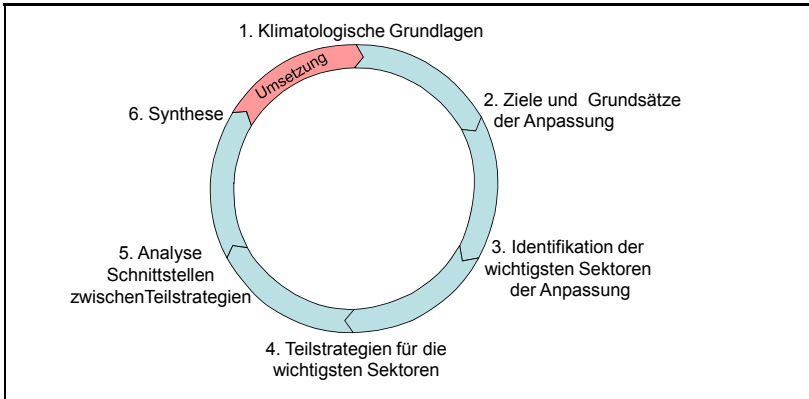 1. Klimatologische Grundlagen
Umsetzung
2. Ziele und Grundsätze
der Anpassung
3. Identifikation der
wichtigsten Sektoren
der Anpassung
4. Teilstrategien für die
wichtigsten Sektoren
5. Analyse
Schnittstellen
zwischenTeilstrategien
6. Synthese